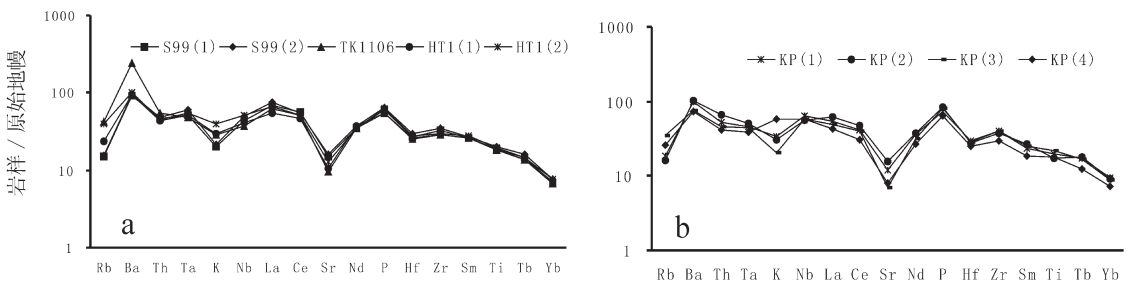 岩样 / 原始地幔
1000
100
10
1
S99(1) S99(2) TK1106 HT1(1) HT1(2)
a
Rb Ba Th Ta K Nb La Ce Sr Nd P Hf Zr Sm Ti Tb Yb
1000
100
10
1
KP(1) KP(2) KP(3) KP(4)
b
Rb Ba Th Ta K Nb La Ce Sr Nd P Hf Zr Sm Ti Tb Yb